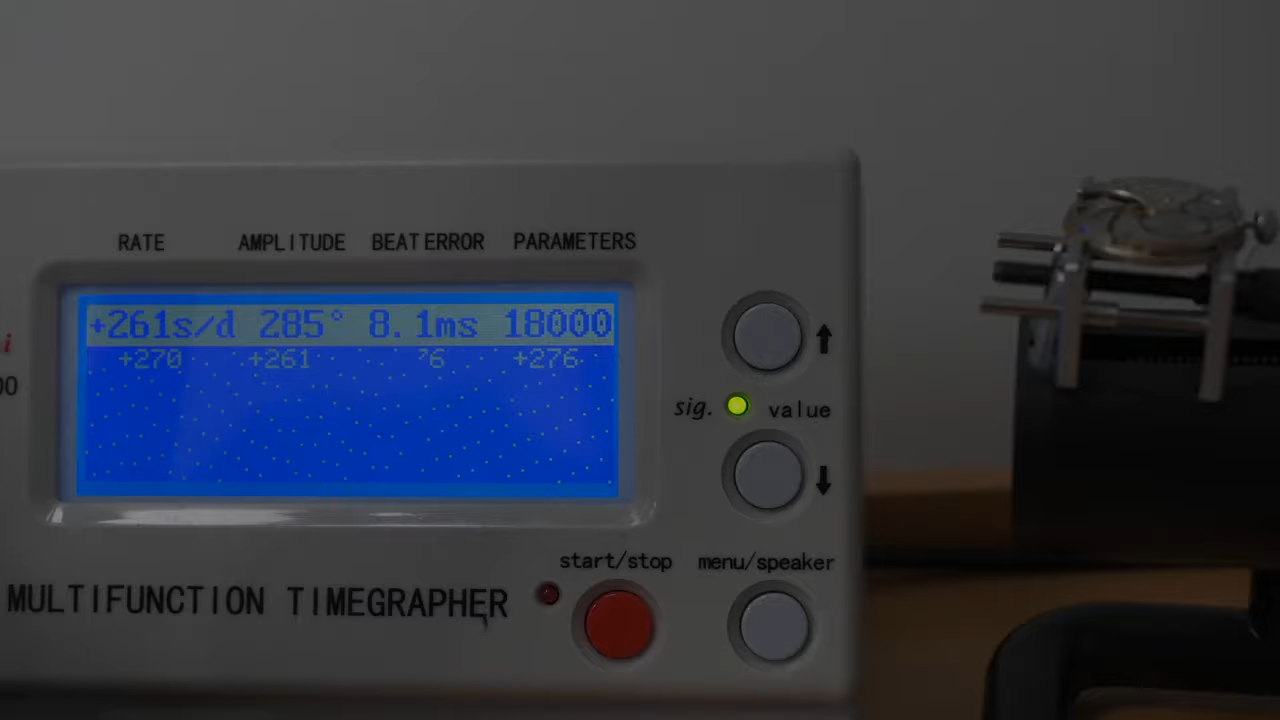 RATE AMPLITUDE BEAT ERROR PARAMETERS
+261s/d 285° 8.1ms 18000
+270 +261 +276
i
00
sig. value
start/stop menu/speaker
MULTIFUNCTION TIMEGRAPHER